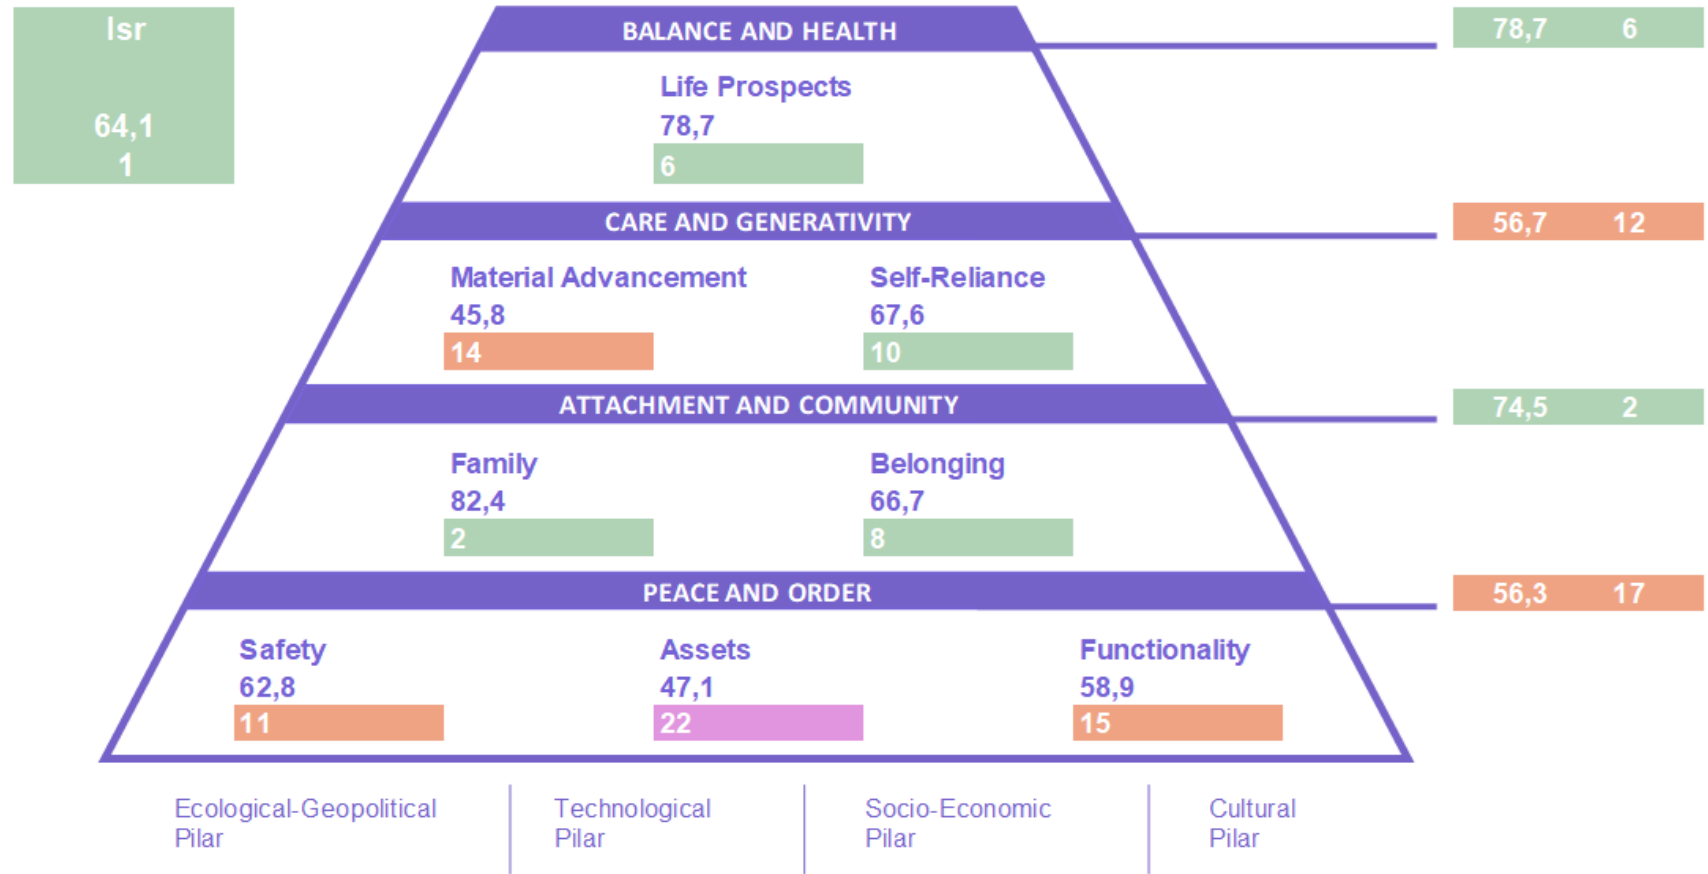 Isr
64,1
1
BALANCE AND HEALTH
78,7 6
Life Prospects
78,7
6
CARE AND GENERATIVITY
56,7 12
Material Advancement
45,8
14
Self-Reliance
67,6
10
ATTACHMENT AND COMMUNITY
74,5 2
Family
82,4
2
Belonging
66,7
8
PEACE AND ORDER
56,3 17
Safety
62,8
11
Assets
47,1
22
Functionality
58,9
15
Ecological-Geopolitical
Pilar
Technological
Pilar
Socio-Economic
Pilar
Cultural
Pilar